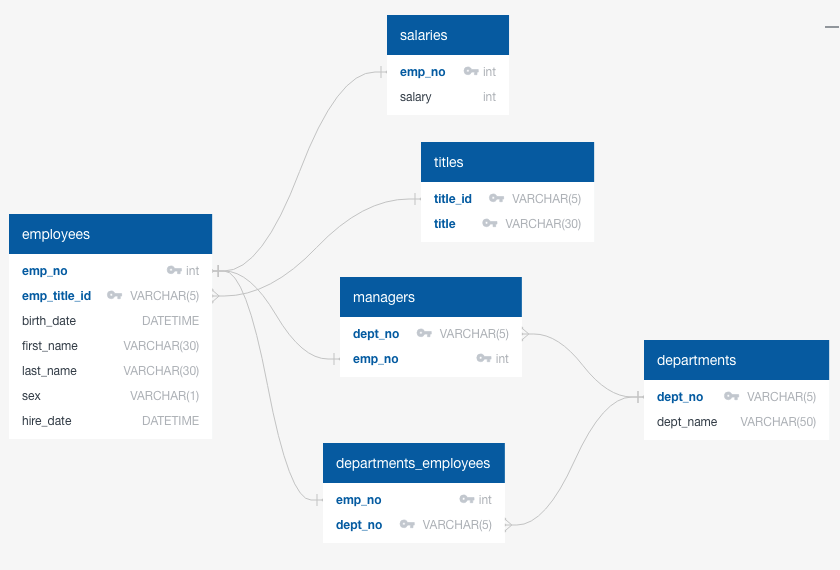 salaries
emp_no int
salary int
titles
title_id VARCHAR(5)
title VARCHAR(30)
employees
emp_no int
emp_title_id VARCHAR(5)
birth_date DATETIME
first_name VARCHAR(30)
last_name VARCHAR(30)
sex VARCHAR(1)
hire_date DATETIME
managers
dept_no VARCHAR(5)
emp_no int
departments
dept_no VARCHAR(5)
dept_name VARCHAR(50)
departments_employees
emp_no int
dept_no VARCHAR(5)